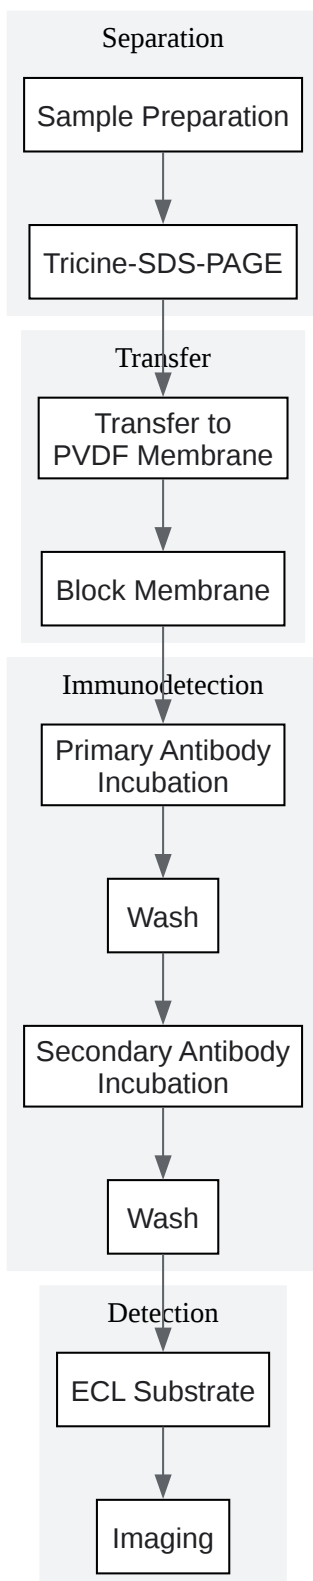 Separation
Sample Preparation
Tricine-SDS-PAGE
Transfer
Transfer to
PVDF Membrane
Block Membrane
Immunodetection
Primary Antibody
Incubation
Wash
Secondary Antibody
Incubation
Wash
Detection
ECL Substrate
Imaging